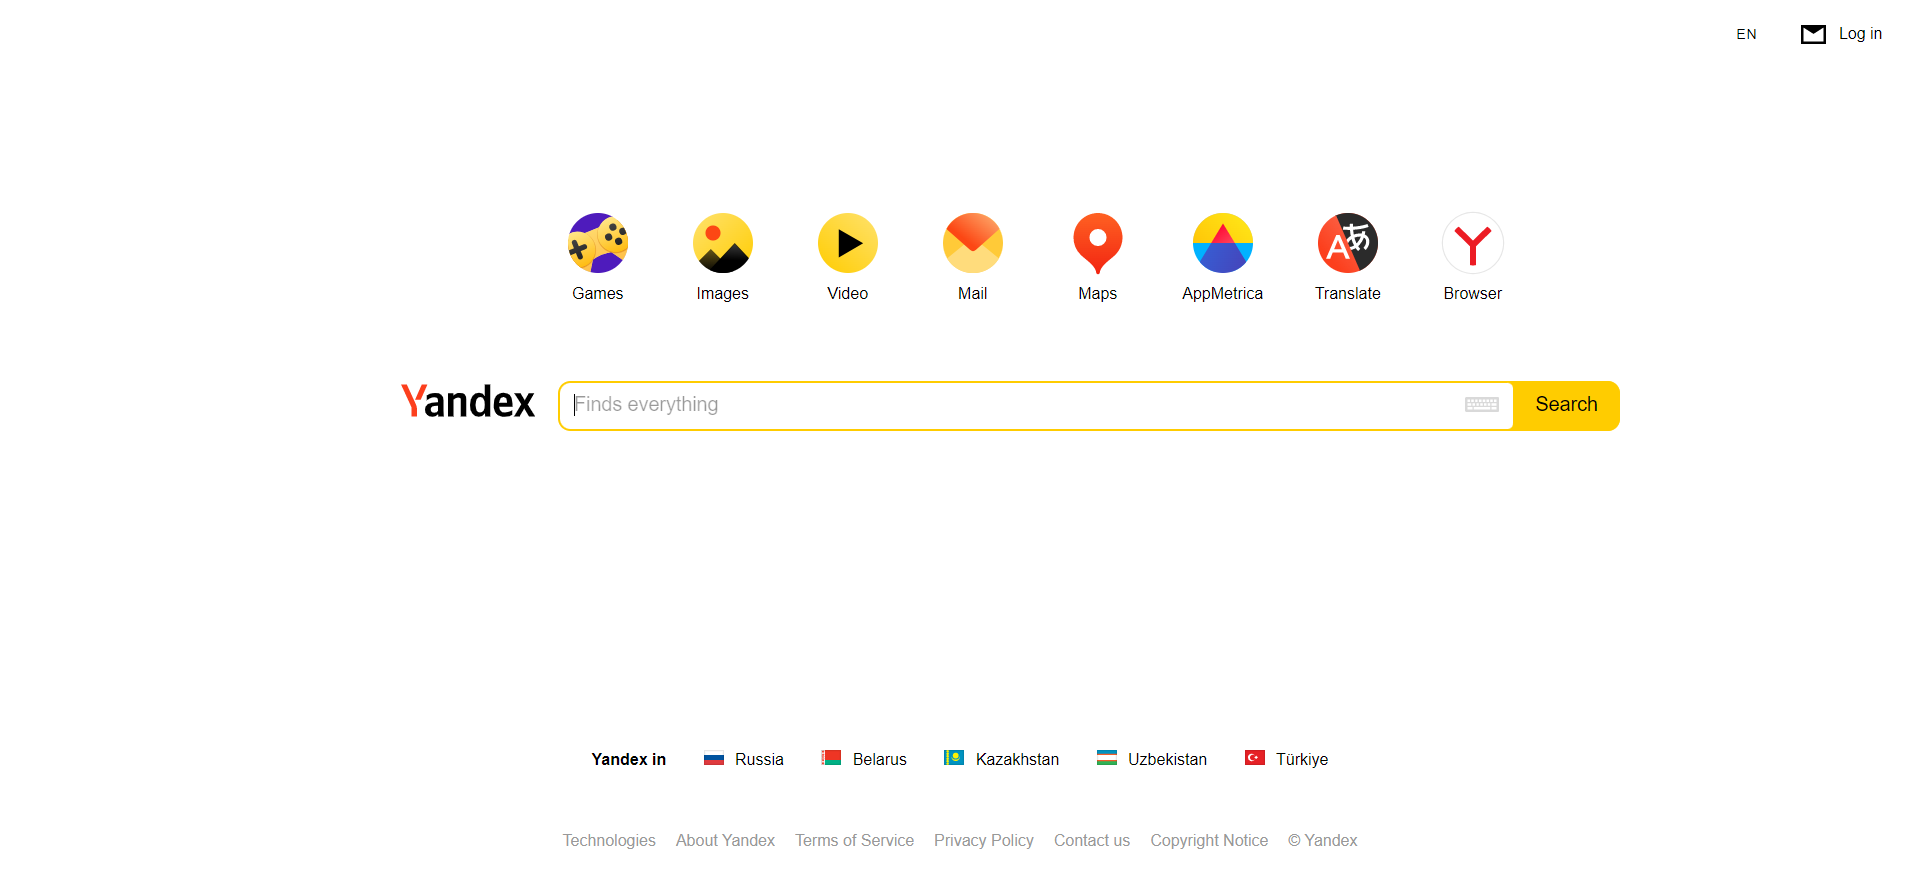 EN Log in
Games Images Video Mail Maps AppMetrica Translate Browser
Yandex Finds everything Search
Yandex in Russia Belarus Kazakhstan Uzbekistan Türkiye
Technologies About Yandex Terms of Service Privacy Policy Contact us Copyright Notice © Yandex